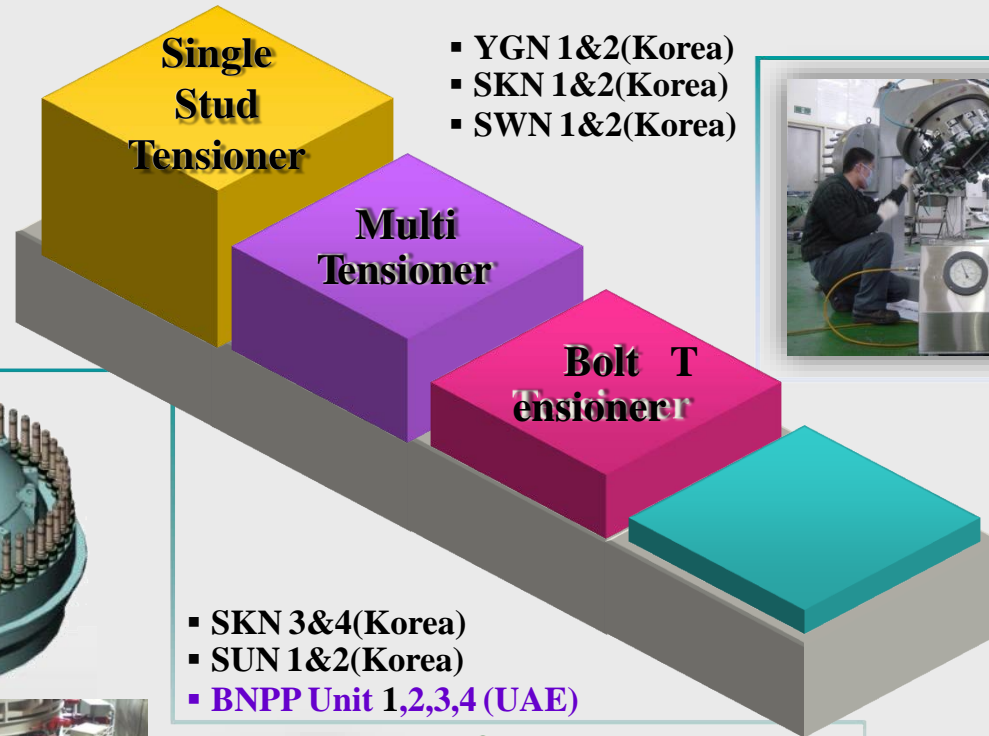 Single
Stud
Tensioner
▪ YGN 1&2(Korea)
▪ SKN 1&2(Korea)
▪ SWN 1&2(Korea)
Multi
Tensioner
Bolt T
ensioner
▪ SKN 3&4(Korea)
▪ SUN 1&2(Korea)
▪ BNPP Unit 1,2,3,4 (UAE)